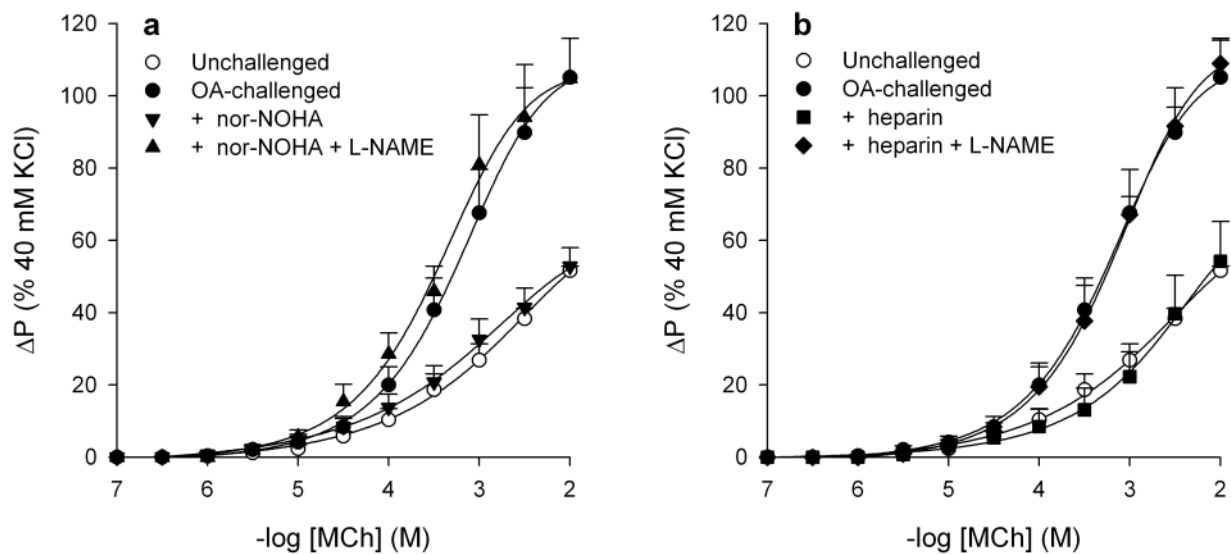 a
Unchallenged
OA-challenged
+ nor-NOHA
+ nor-NOHA + L-NAME
ΔP (% 40 mM KCl)
120
100
80
60
40
20
0
7 6 5 4 3 2
-log [MCh] (M)
b
Unchallenged
OA-challenged
+ heparin
+ heparin + L-NAME
ΔP (% 40 mM KCl)
120
100
80
60
40
20
0
7 6 5 4 3 2
-log [MCh] (M)